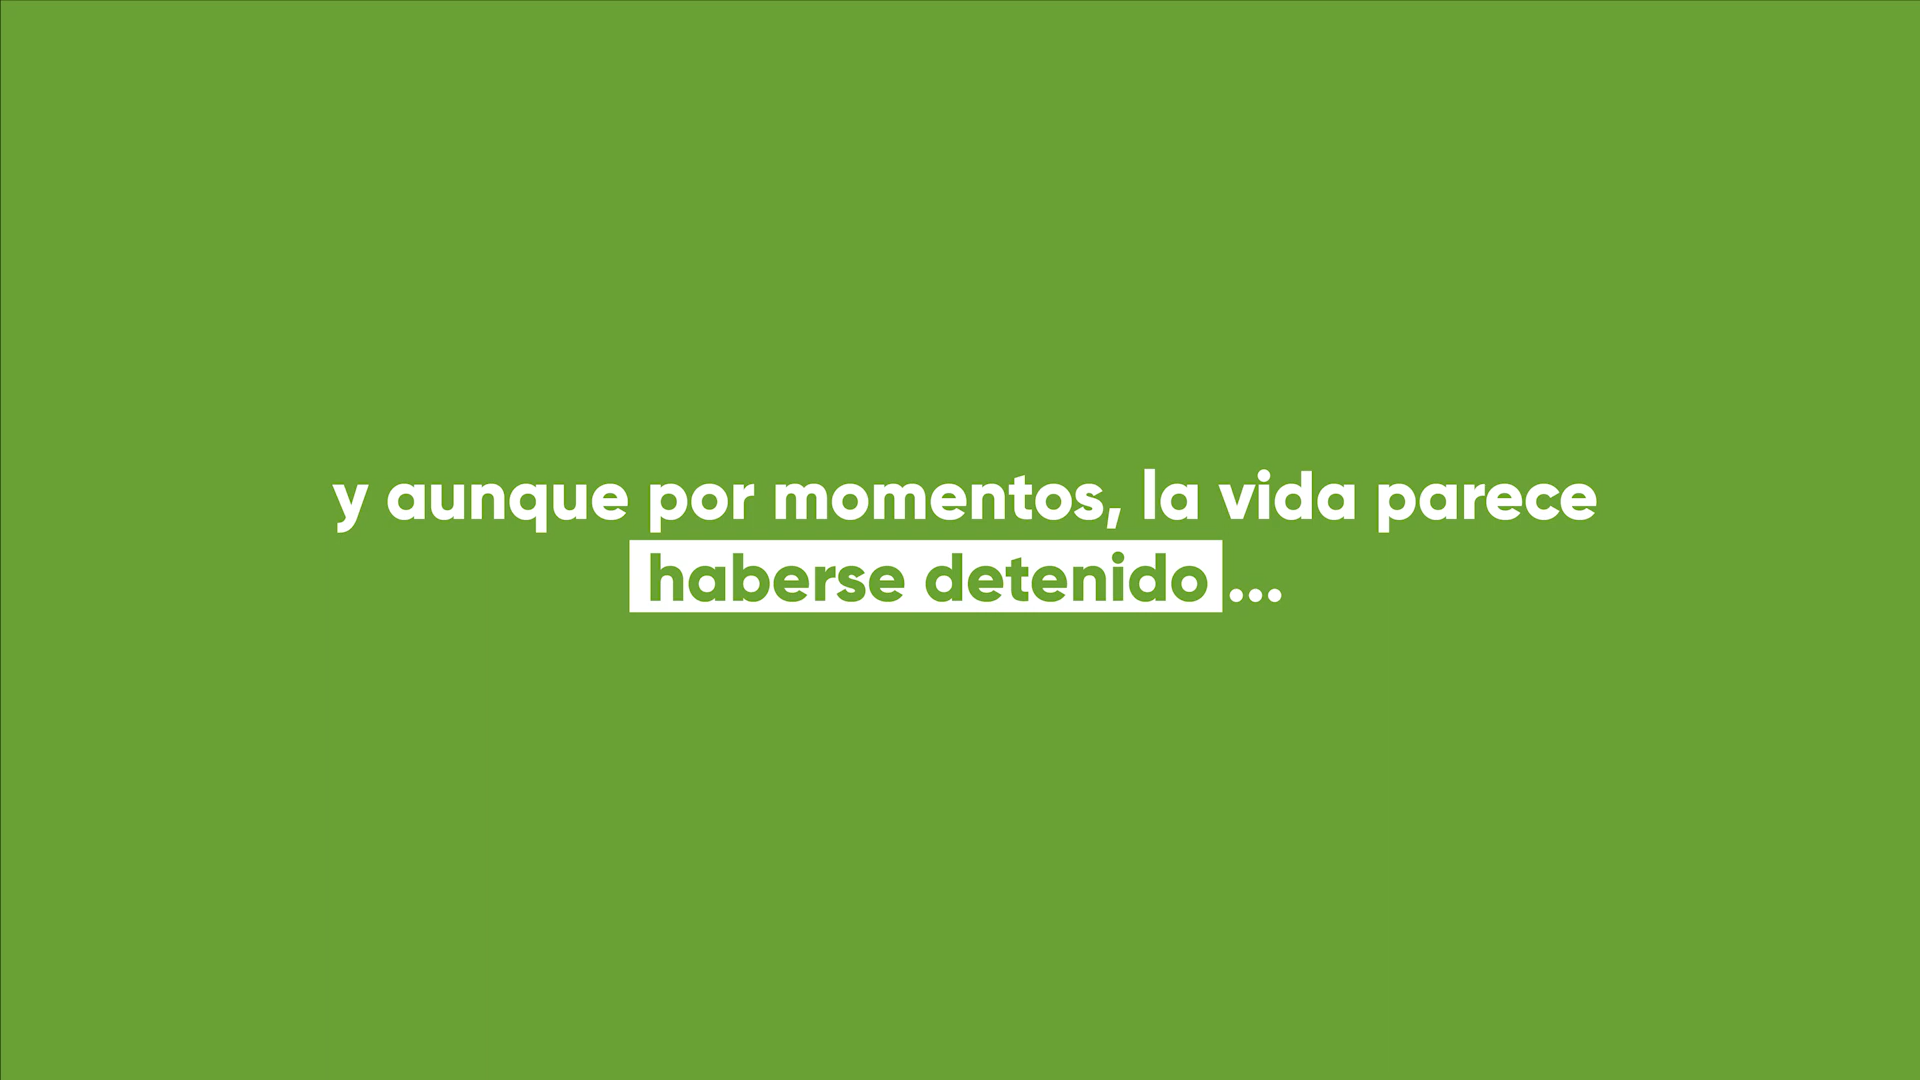 y aunque por momentos, la vida parece
haberse detenido...